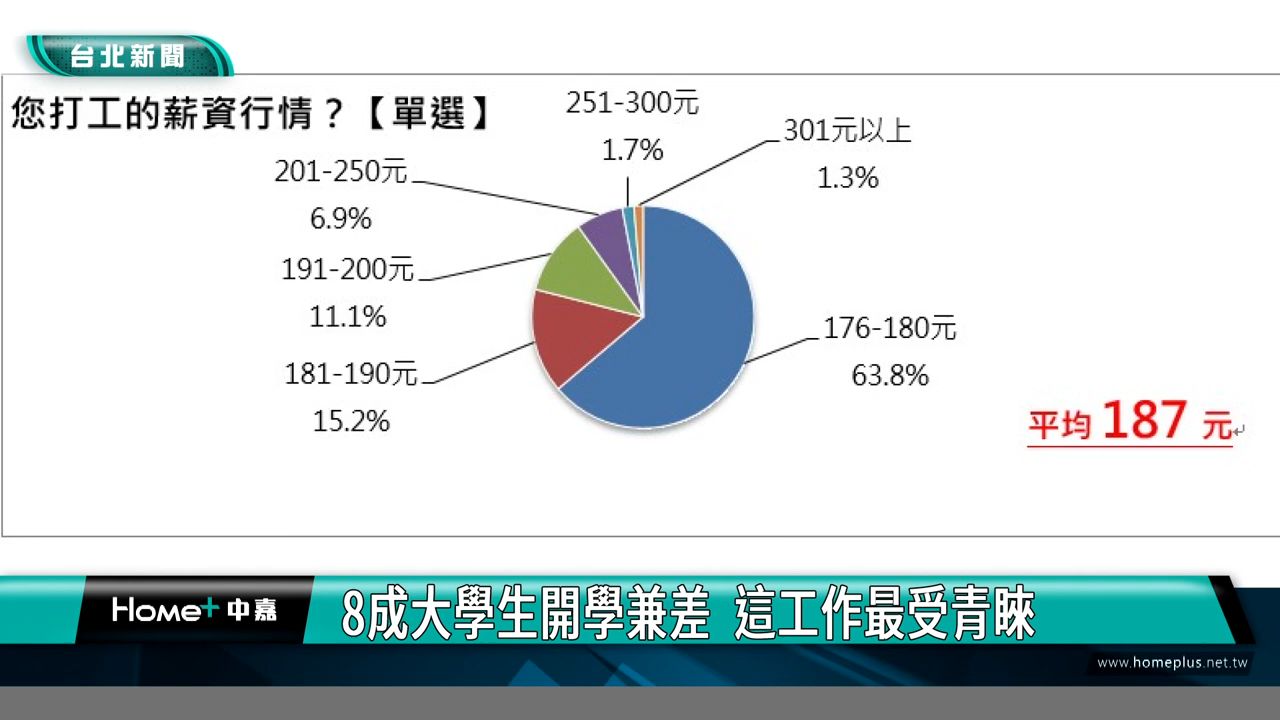 台北新聞
您打工的薪資行情？【單選】
251-300元
1.7%
301元以上
1.3%
201-250元
6.9%
191-200元
11.1%
176-180元
63.8%
181-190元
15.2%
平均 187 元
Home+中嘉
8成大學生開學兼差 這工作最受青睞
www.homeplus.net.tw